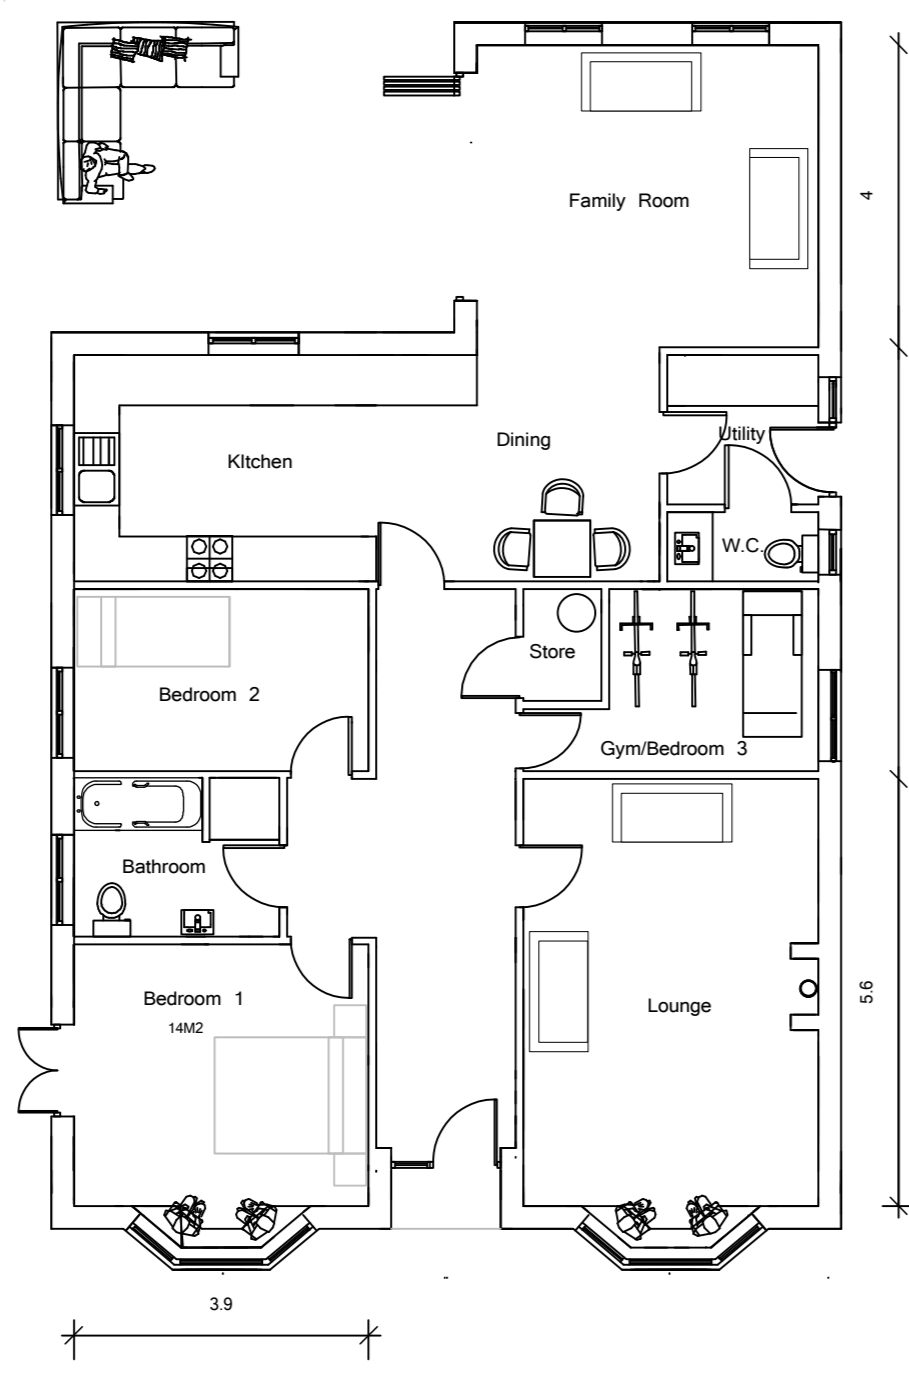 Family Room
4
KItchen
Dining
Utility
W.C.
Store
Bedroom 2
Gym/Bedroom 3
Bathroom
Bedroom 1
14M2
Lounge
5.6
3.9